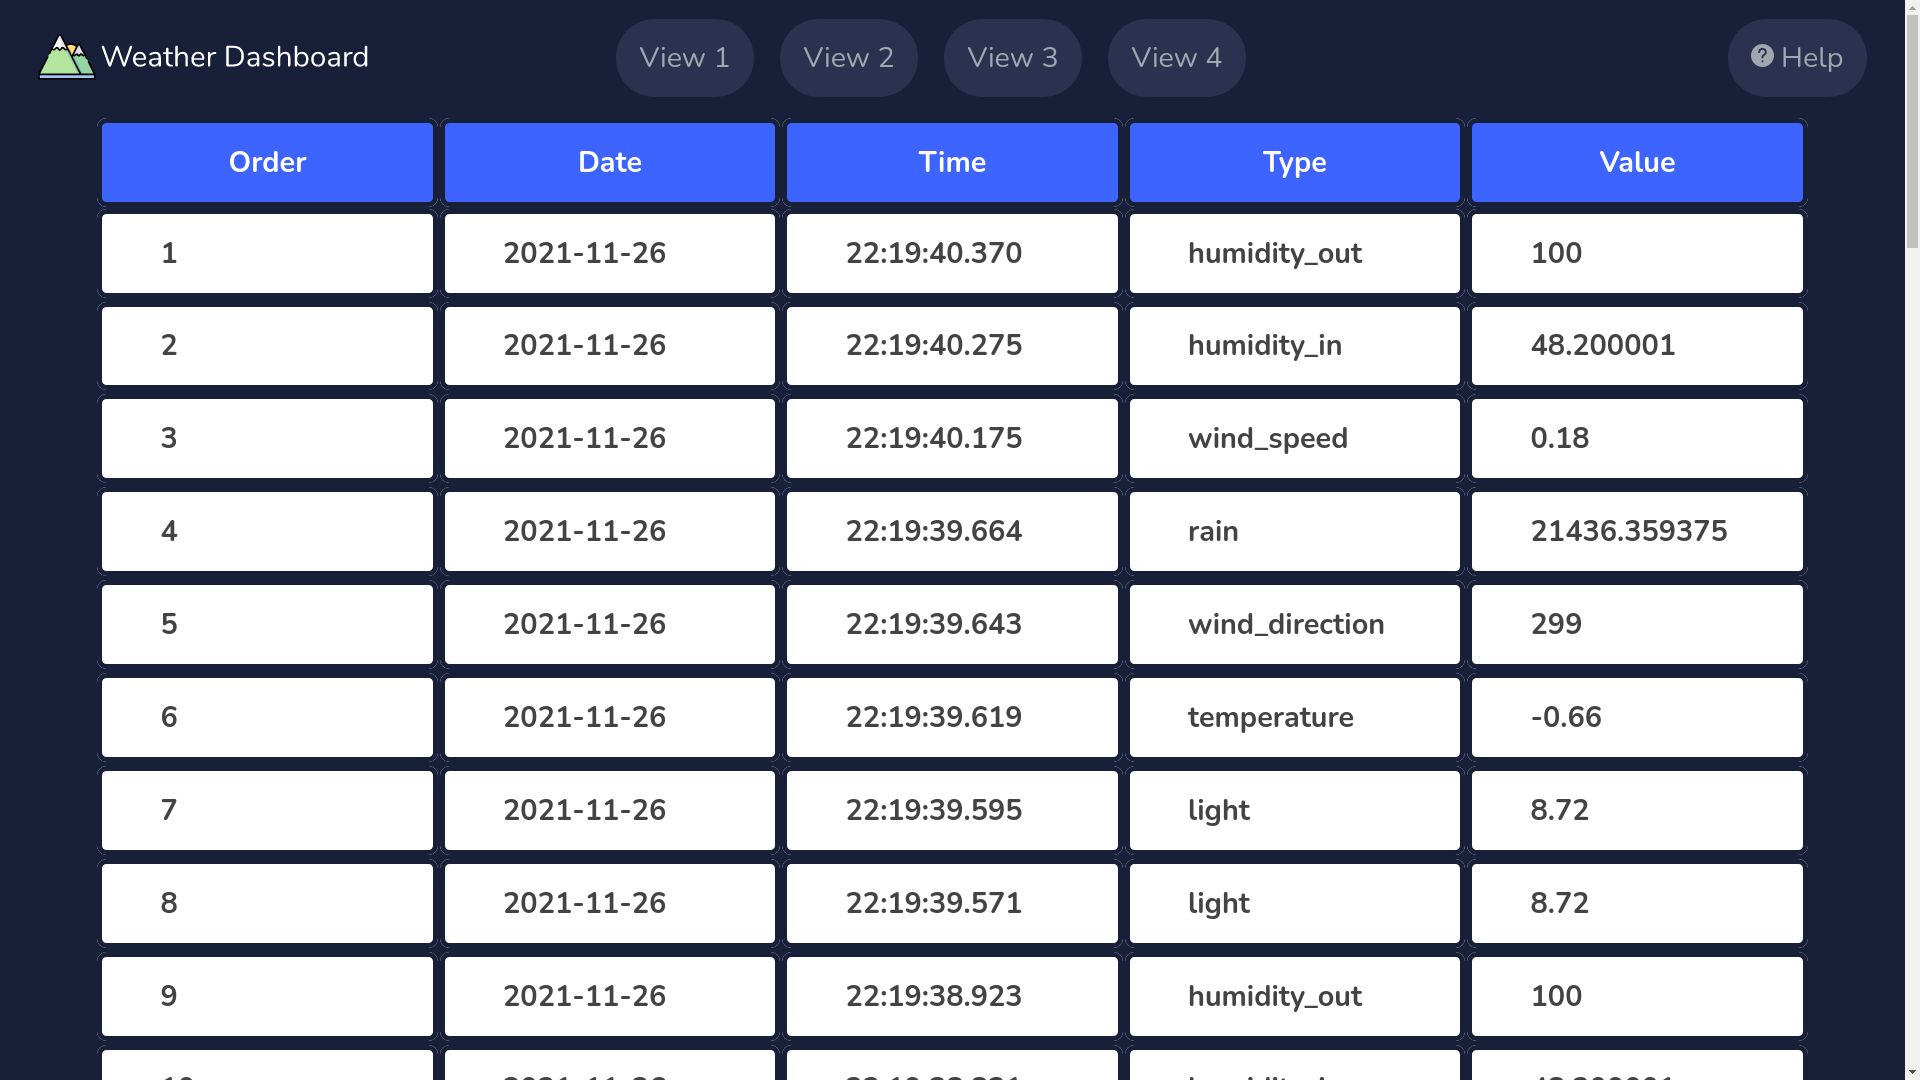 Weather Dashboard View 1 View 2 View 3 View 4 Help
Order Date Time Type Value
1 2021-11-26 22:19:40.370 humidity_out 100
2 2021-11-26 22:19:40.275 humidity_in 48.200001
3 2021-11-26 22:19:40.175 wind_speed 0.18
4 2021-11-26 22:19:39.664 rain 21436.359375
5 2021-11-26 22:19:39.643 wind_direction 299
6 2021-11-26 22:19:39.619 temperature -0.66
7 2021-11-26 22:19:39.595 light 8.72
8 2021-11-26 22:19:39.571 light 8.72
9 2021-11-26 22:19:38.923 humidity_out 100